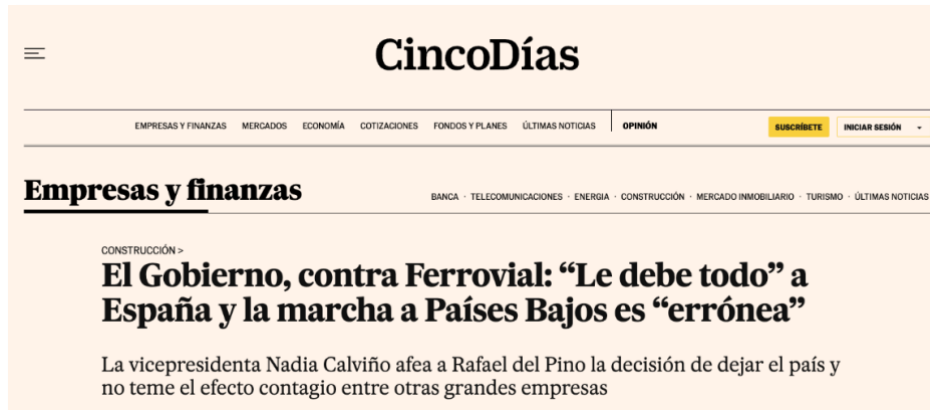 CincoDías
EMPRESAS Y FINANZAS MERCADOS ECONOMÍA COTIZACIONES FONDOS Y PLANES ÚLTIMAS NOTICIAS OPINIÓN SUSCRÍBETE INICIAR SESIÓN
Empresas y finanzas
BANCA · TELECOMUNICACIONES · ENERGIA · CONSTRUCCIÓN · MERCADO INMOBILIARIO · TURISMO · ÚLTIMAS NOTICIAS
CONSTRUCCIÓN >
El Gobierno, contra Ferrovial: “Le debe todo” a
España y la marcha a Países Bajos es “errónea”
La vicepresidenta Nadia Calviño afea a Rafael del Pino la decisión de dejar el país y
no teme el efecto contagio entre otras grandes empresas